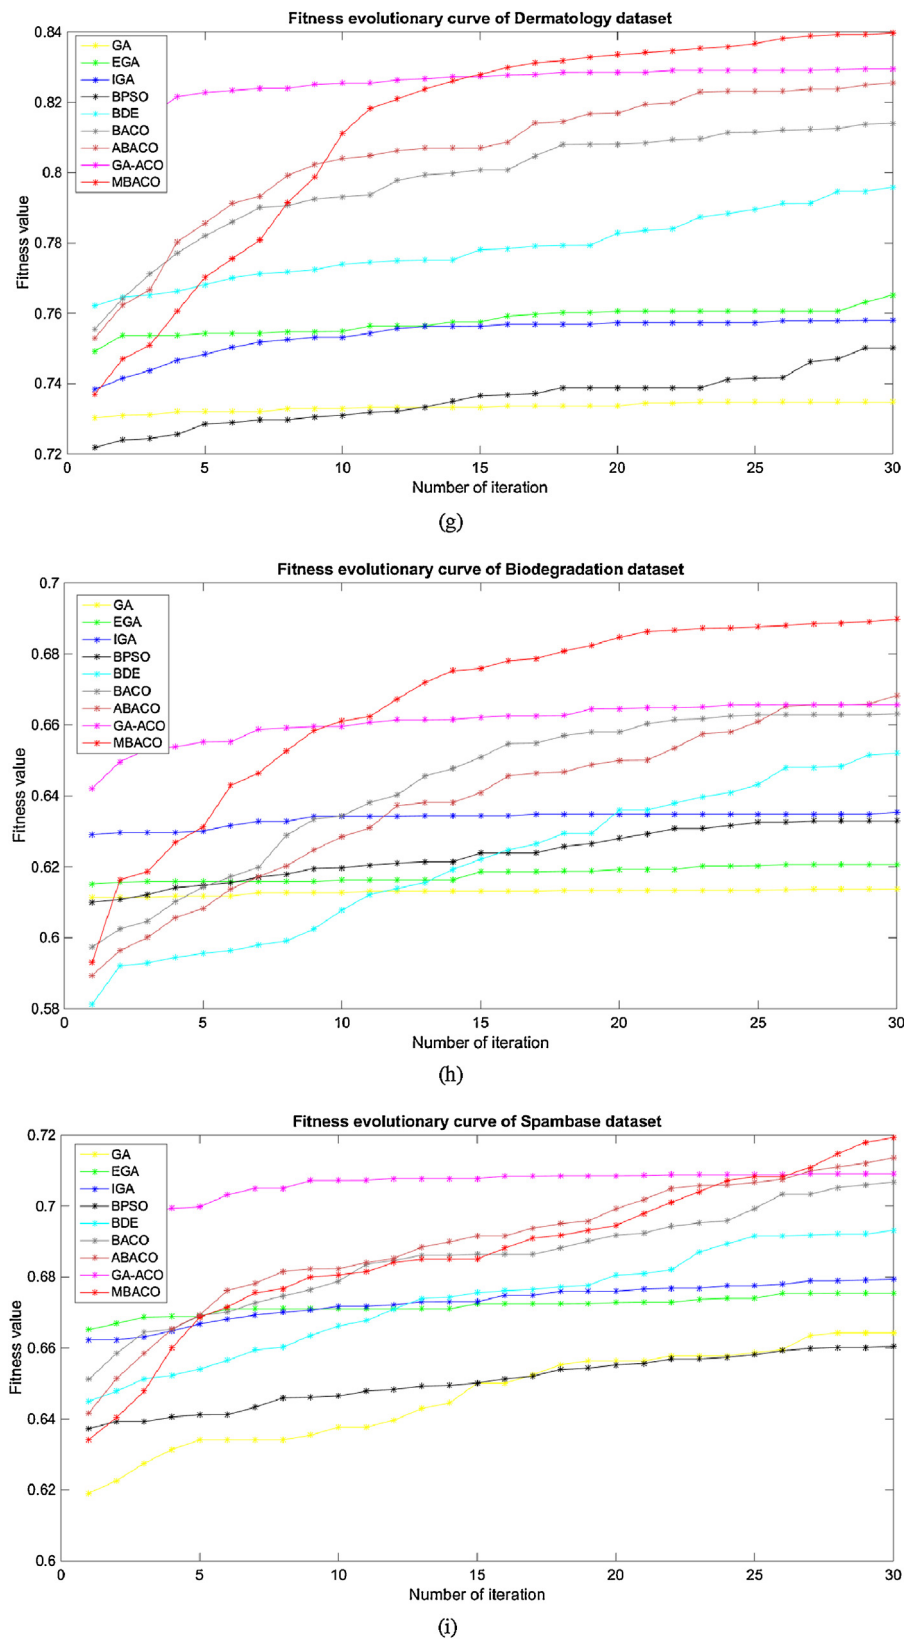 Fitness evolutionary curve of Dermatology dataset
0.84
0.82
0.8
0.78
0.76
0.74
0.72
Fitness value
GA
EGA
IGA
BPSO
BDE
BACO
ABACO
GA-ACO
MBACO
0 5 10 15 20 25 30
Number of iteration
(g)
Fitness evolutionary curve of Biodegradation dataset
0.7
0.68
0.66
0.64
0.62
0.6
0.58
Fitness value
GA
EGA
IGA
BPSO
BDE
BACO
ABACO
GA-ACO
MBACO
0 5 10 15 20 25 30
Number of iteration
(h)
Fitness evolutionary curve of Spambase dataset
0.72
0.7
0.68
0.66
0.64
0.62
0.6
Fitness value
GA
EGA
IGA
BPSO
BDE
BACO
ABACO
GA-ACO
MBACO
0 5 10 15 20 25 30
Number of iteration
(i)